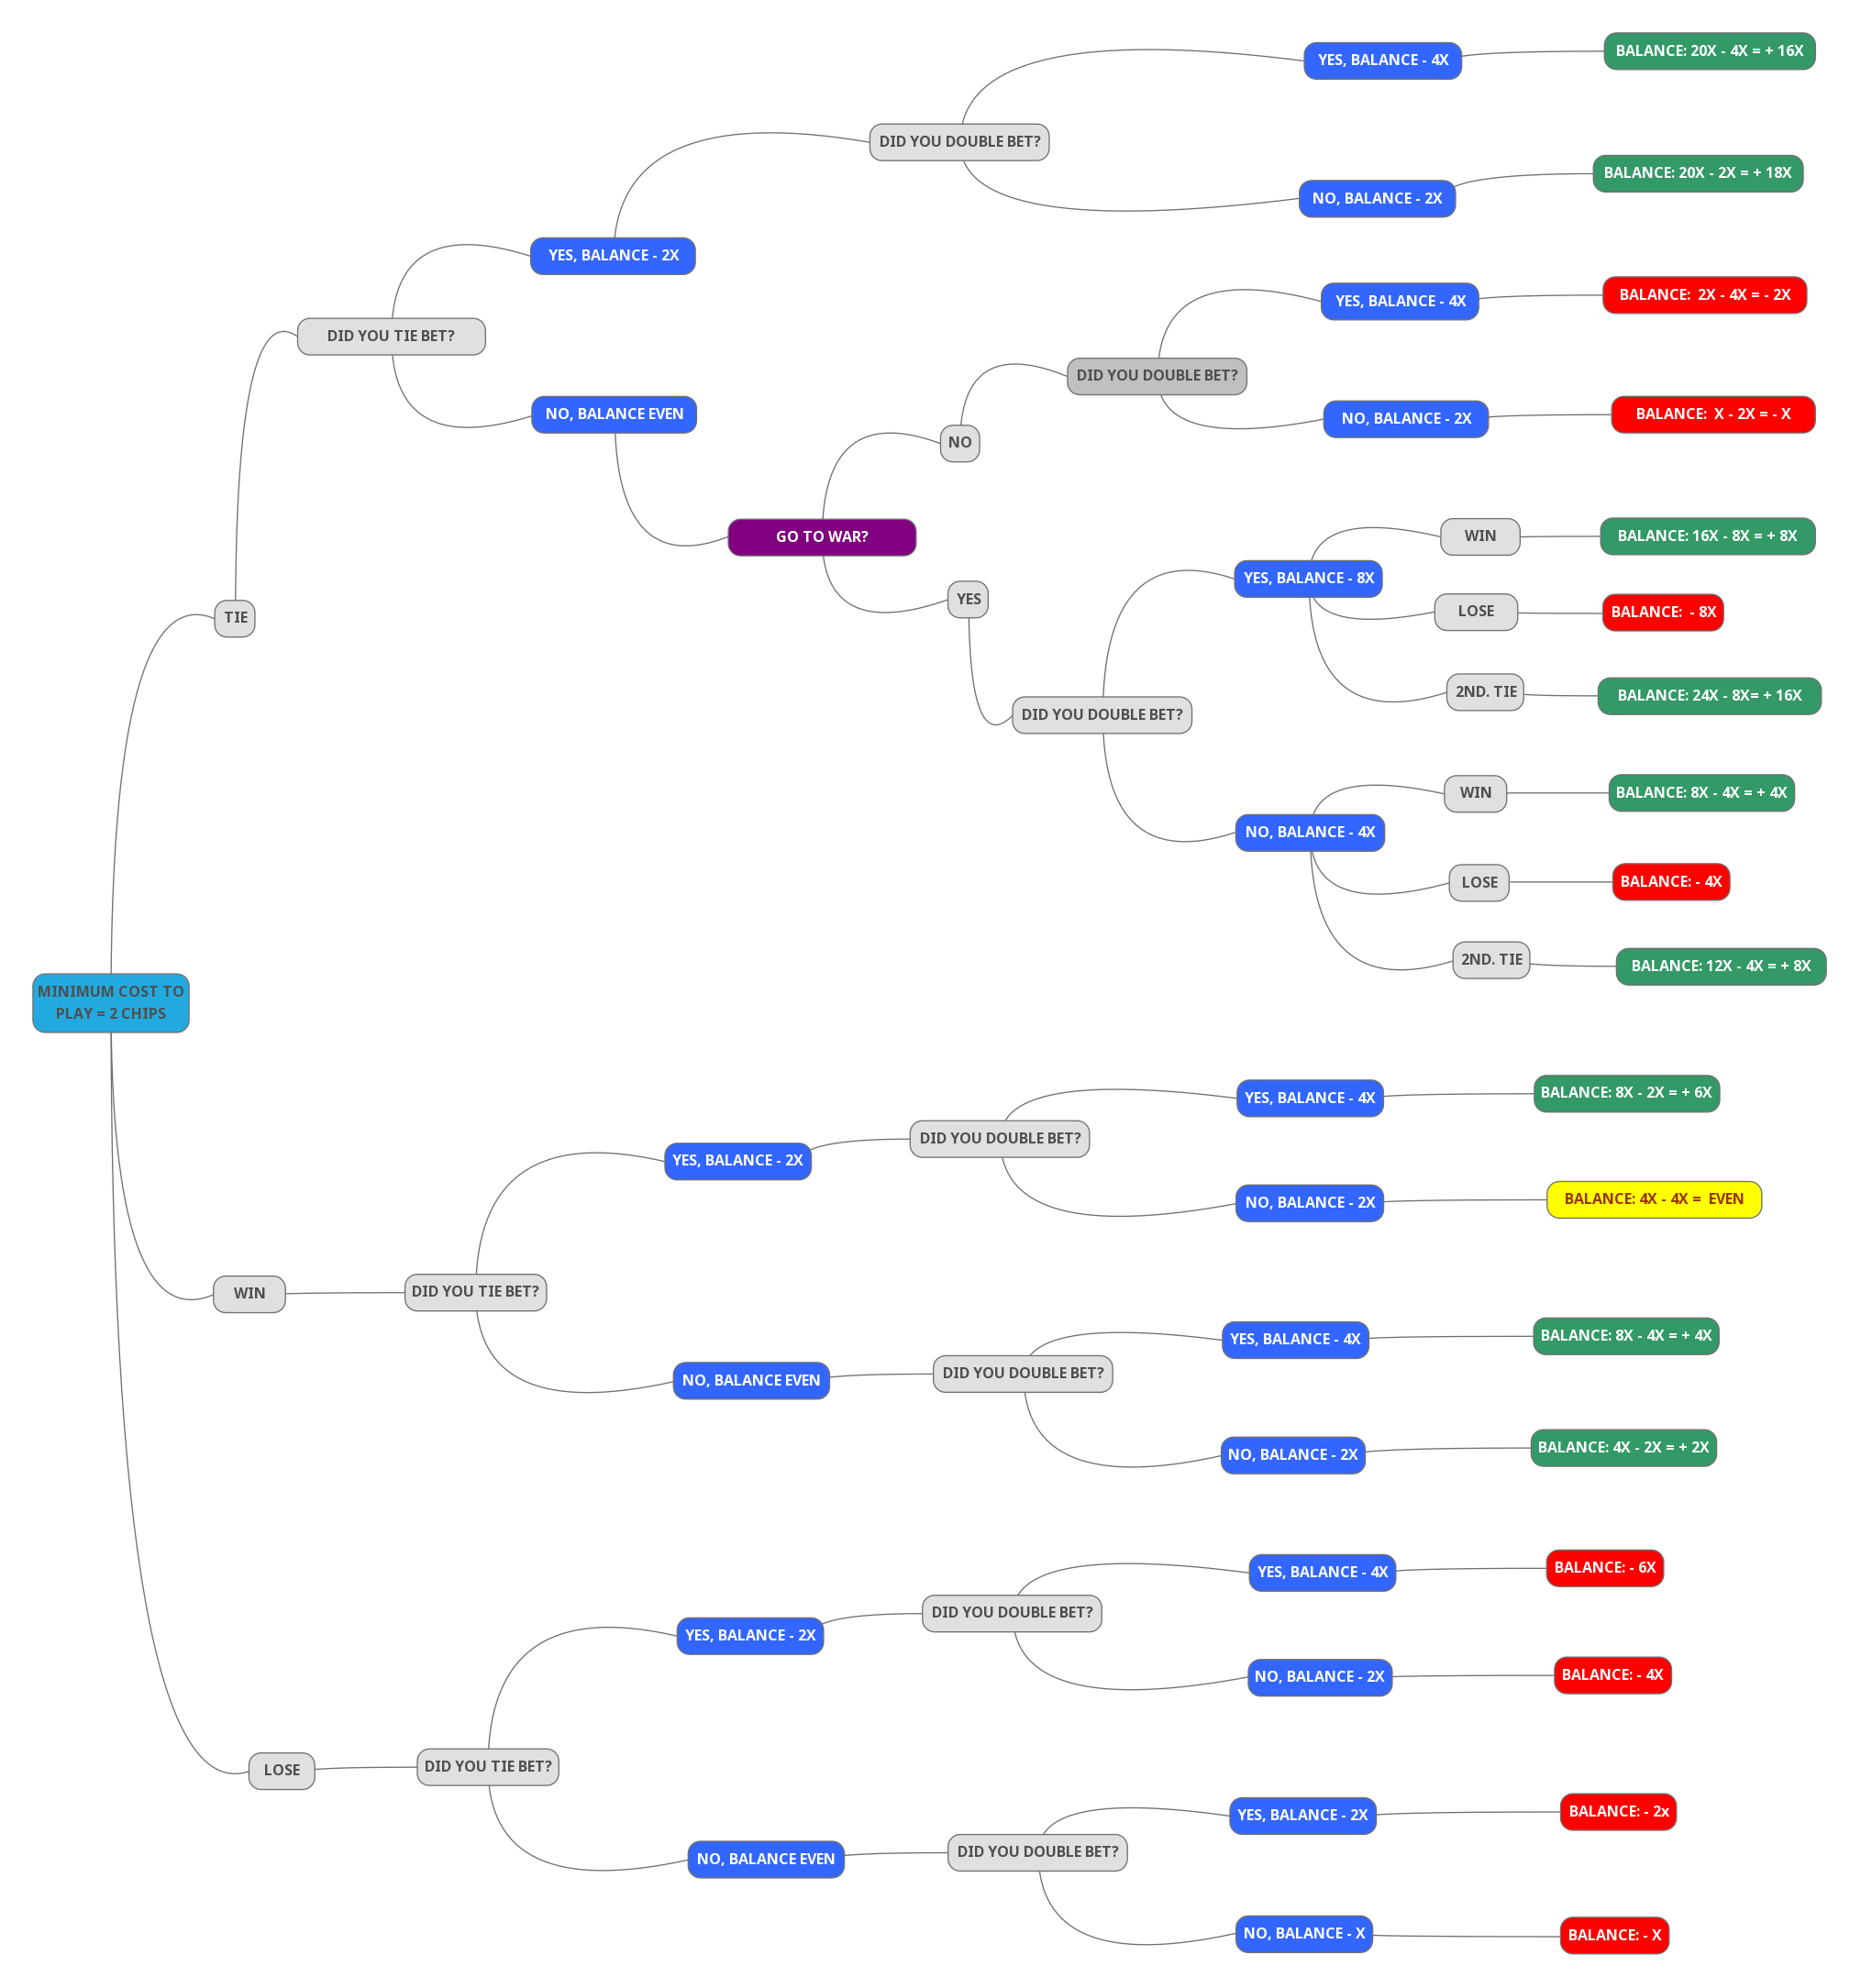 BALANCE: 20X - 4X = + 16X
YES, BALANCE - 4X
DID YOU DOUBLE BET?
BALANCE: 20X - 2X = + 18X
NO, BALANCE - 2X
YES, BALANCE - 2X
DID YOU TIE BET?
BALANCE: 2X - 4X = - 2X
YES, BALANCE - 4X
DID YOU DOUBLE BET?
NO, BALANCE EVEN
BALANCE: X - 2X = - X
NO, BALANCE - 2X
NO
GO TO WAR?
WIN
BALANCE: 16X - 8X = + 8X
YES, BALANCE - 8X
YES
LOSE
BALANCE: - 8X
TIE
2ND. TIE
BALANCE: 24X - 8X= + 16X
DID YOU DOUBLE BET?
WIN
BALANCE: 8X - 4X = + 4X
NO, BALANCE - 4X
LOSE
BALANCE: - 4X
2ND. TIE
BALANCE: 12X - 4X = + 8X
MINIMUM COST TO
PLAY = 2 CHIPS
YES, BALANCE - 4X
BALANCE: 8X - 2X = + 6X
DID YOU DOUBLE BET?
YES, BALANCE - 2X
NO, BALANCE - 2X
BALANCE: 4X - 4X = EVEN
WIN
DID YOU TIE BET?
YES, BALANCE - 4X
BALANCE: 8X - 4X = + 4X
DID YOU DOUBLE BET?
NO, BALANCE EVEN
NO, BALANCE - 2X
BALANCE: 4X - 2X = + 2X
YES, BALANCE - 4X
BALANCE: - 6X
DID YOU DOUBLE BET?
YES, BALANCE - 2X
NO, BALANCE - 2X
BALANCE: - 4X
LOSE
DID YOU TIE BET?
YES, BALANCE - 2X
BALANCE: - 2x
DID YOU DOUBLE BET?
NO, BALANCE EVEN
NO, BALANCE - X
BALANCE: - X